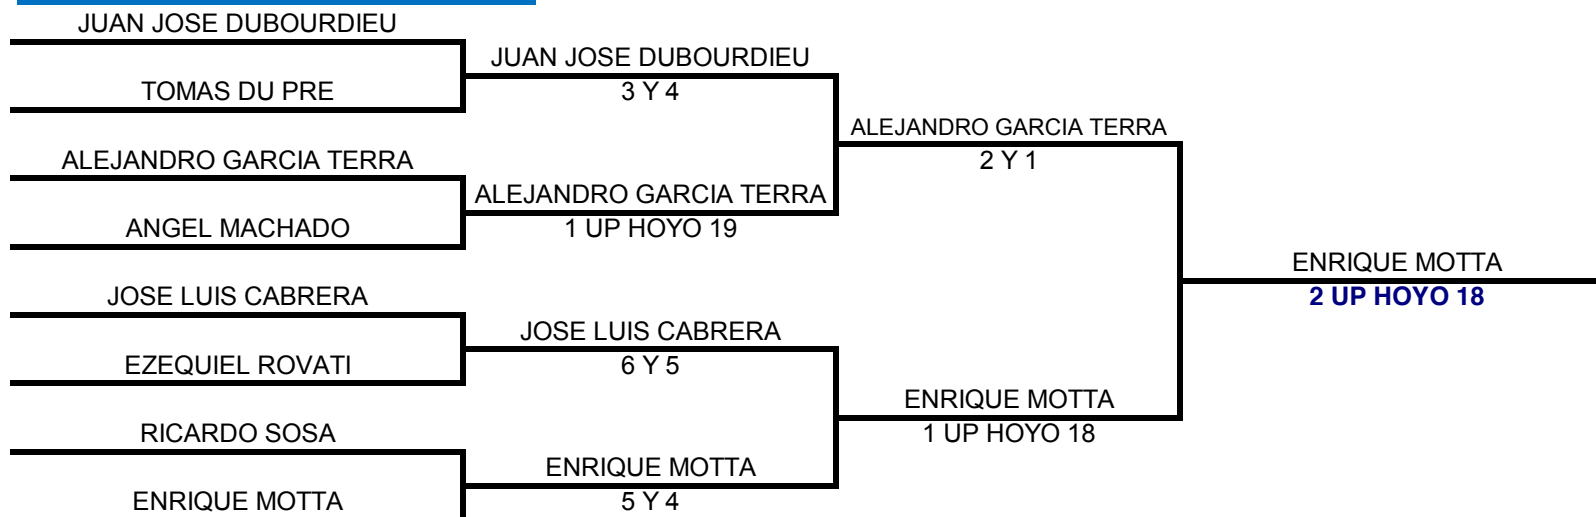 JUAN JOSE DUBOURDIEU
JUAN JOSE DUBOURDIEU
TOMAS DU PRE
3 Y 4
ALEJANDRO GARCIA TERRA
ALEJANDRO GARCIA TERRA
2 Y 1
ALEJANDRO GARCIA TERRA
ANGEL MACHADO
1 UP HOYO 19
ENRIQUE MOTTA
JOSE LUIS CABRERA
2 UP HOYO 18
JOSE LUIS CABRERA
EZEQUIEL ROVATI
6 Y 5
ENRIQUE MOTTA
RICARDO SOSA
1 UP HOYO 18
ENRIQUE MOTTA
ENRIQUE MOTTA
5 Y 4